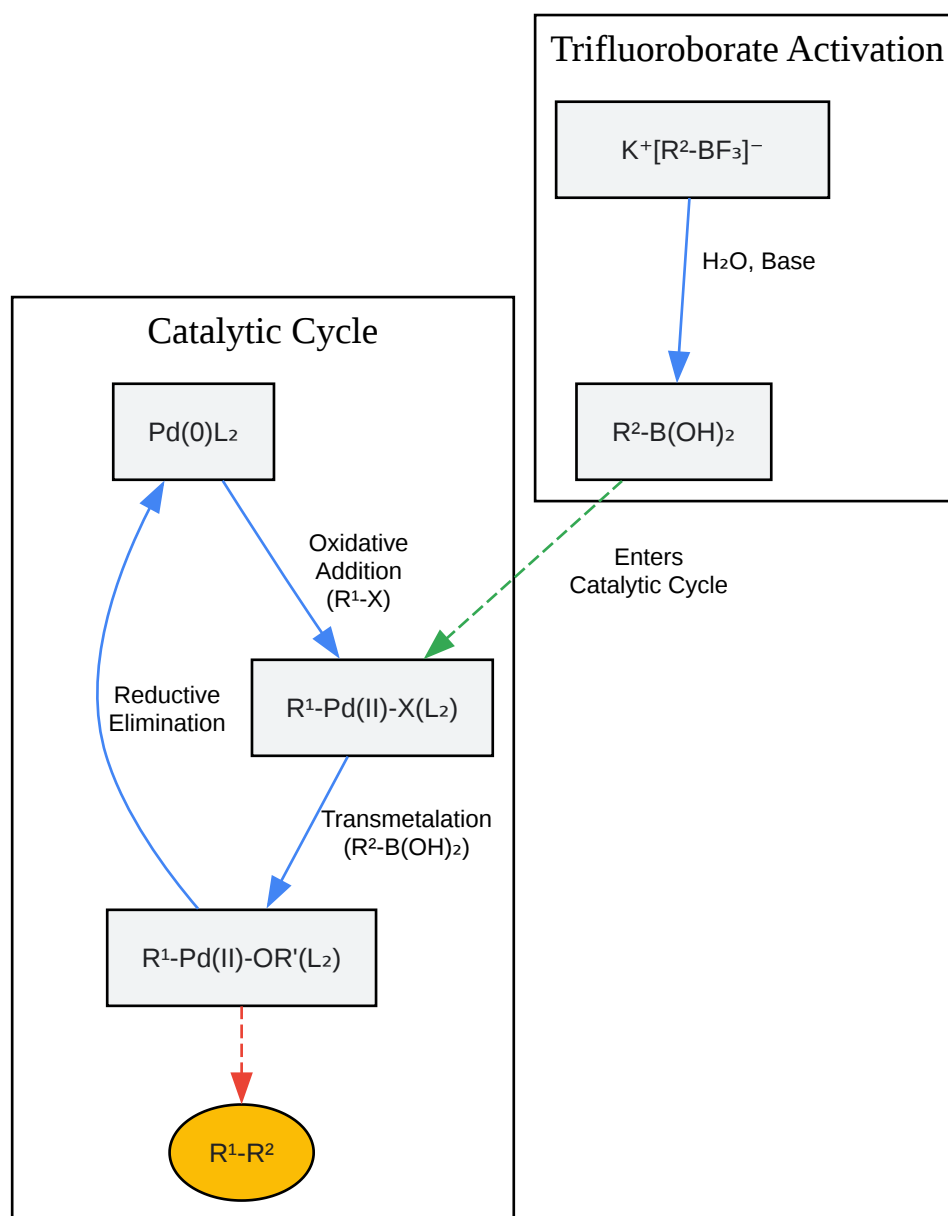 Trifluoroborate Activation
K⁺[R²-BF₃]⁻
H₂O, Base
R²-B(OH)₂
Enters
Catalytic Cycle
Catalytic Cycle
Pd(0)L₂
Oxidative
Addition
(R¹-X)
R¹-Pd(II)-X(L₂)
Reductive
Elimination
Transmetalation
(R²-B(OH)₂)
R¹-Pd(II)-OR'(L₂)
R¹-R²